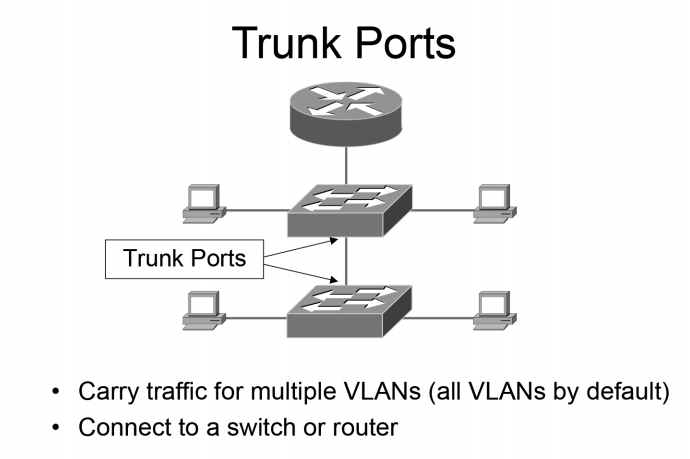 Trunk Ports
Trunk Ports
• Carry traffic for multiple VLANs (all VLANs by default)
• Connect to a switch or router